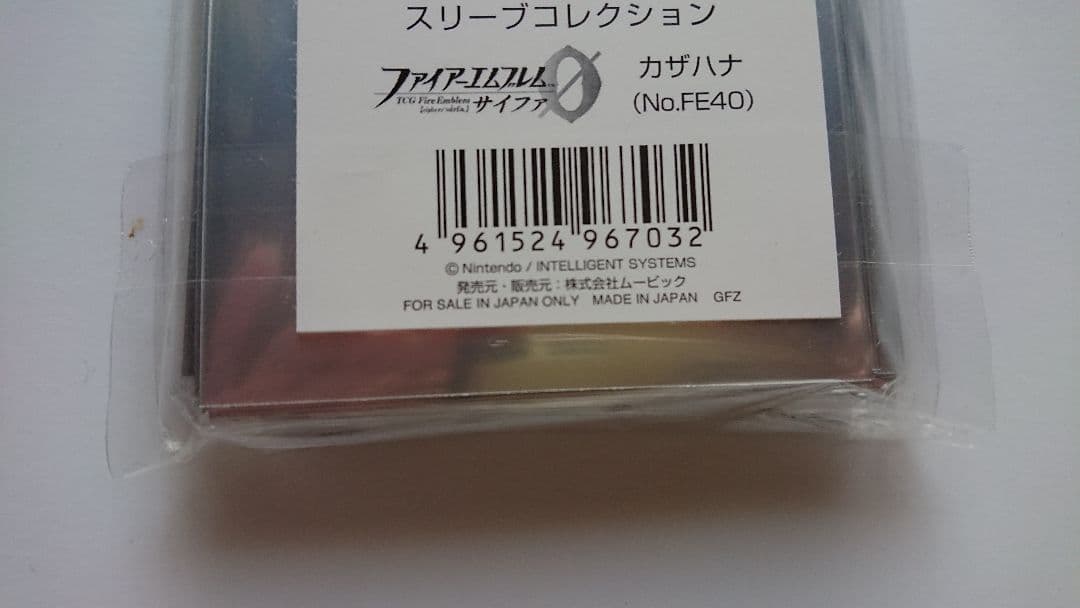 スリーブコレクション
ファイアーエムブレム0
TCG Fire Emblem
サイファ
カザハナ
(No.FE40)
4 961524 967032
© Nintendo / INTELLIGENT SYSTEMS
発売元・販売元：株式会社ムービック
FOR SALE IN JAPAN ONLY MADE IN JAPAN GFZ